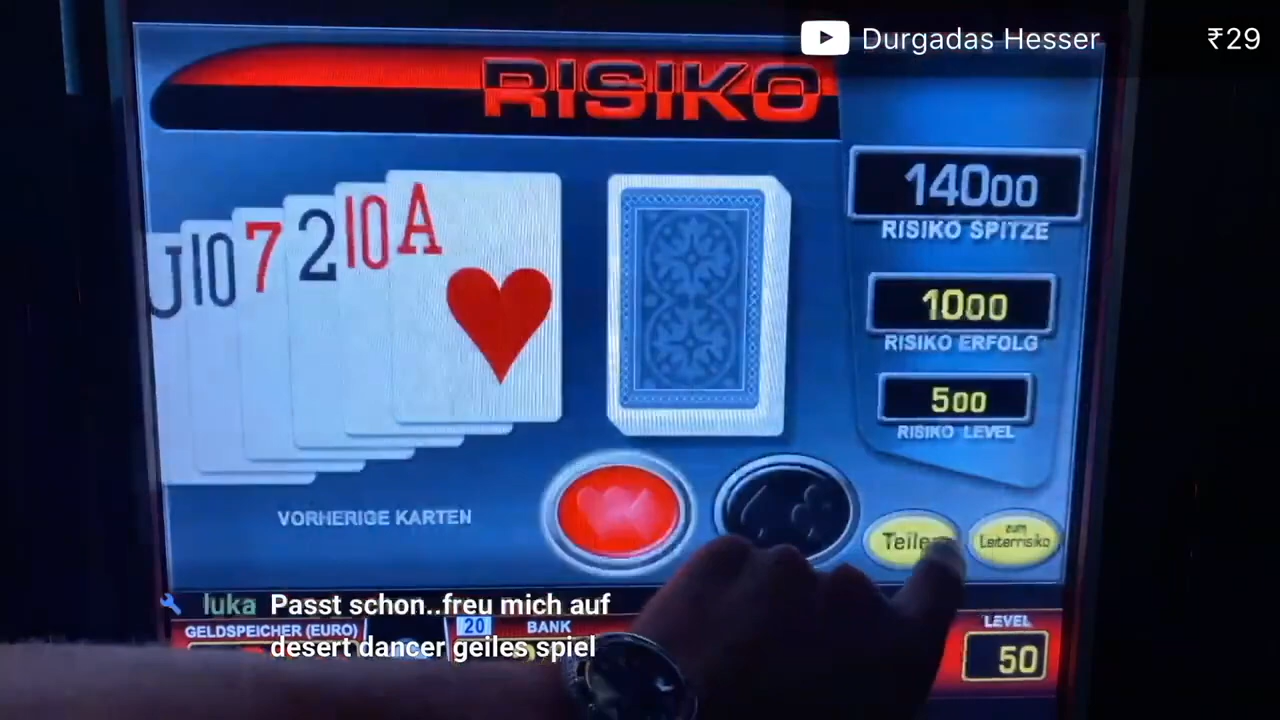 Durgadas Hesser ₹29
RISIKO
14000
RISIKO SPITZE
1000
RISIKO ERFOLG
500
RISIKO LEVEL
J 10 7 2 10 A
VORHERIGE KARTEN
zum
Leiterrisiko
luka Passt schon..freu mich auf
desert dancer geiles spiel
GELDSPEICHER (EURO)
20 BANK
LEVEL
50